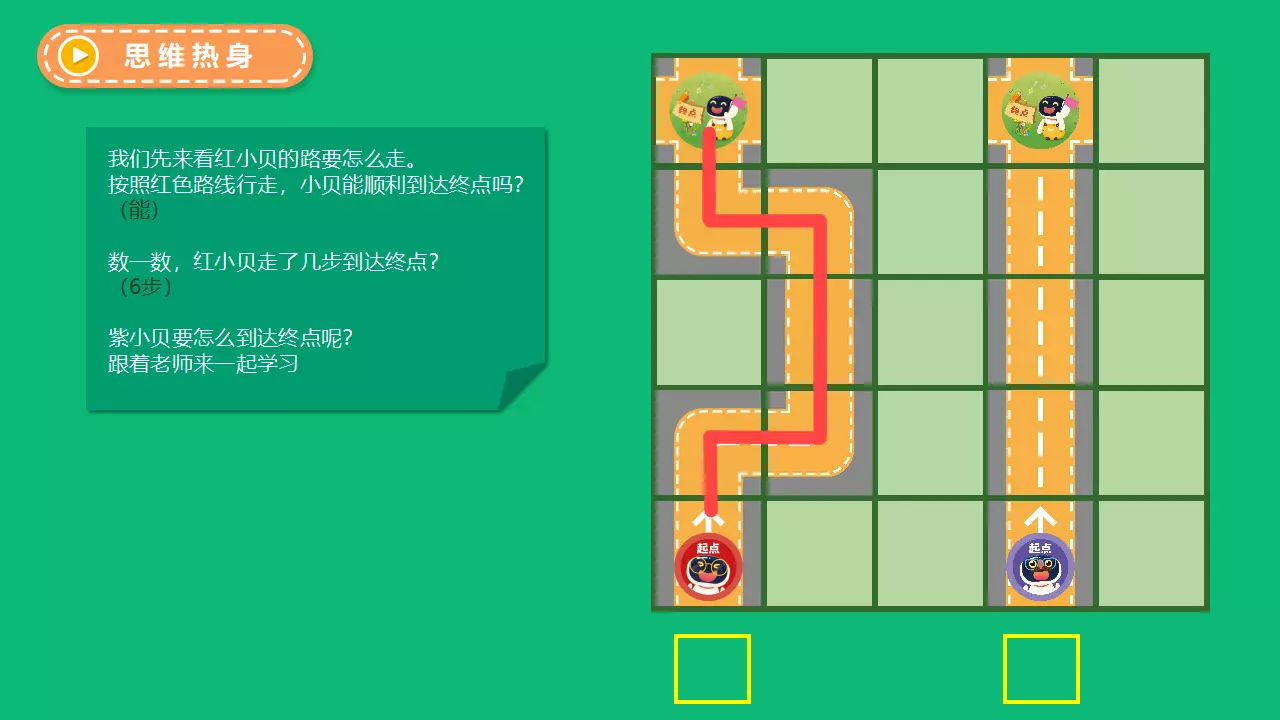 思维热身
我们先来看红小贝的路要怎么走。
按照红色路线行走，小贝能顺利到达终点吗？
（能）
数一数，红小贝走了几步到达终点？
（6步）
紫小贝要怎么到达终点呢？
跟着老师来一起学习
终点
终点
起点
起点